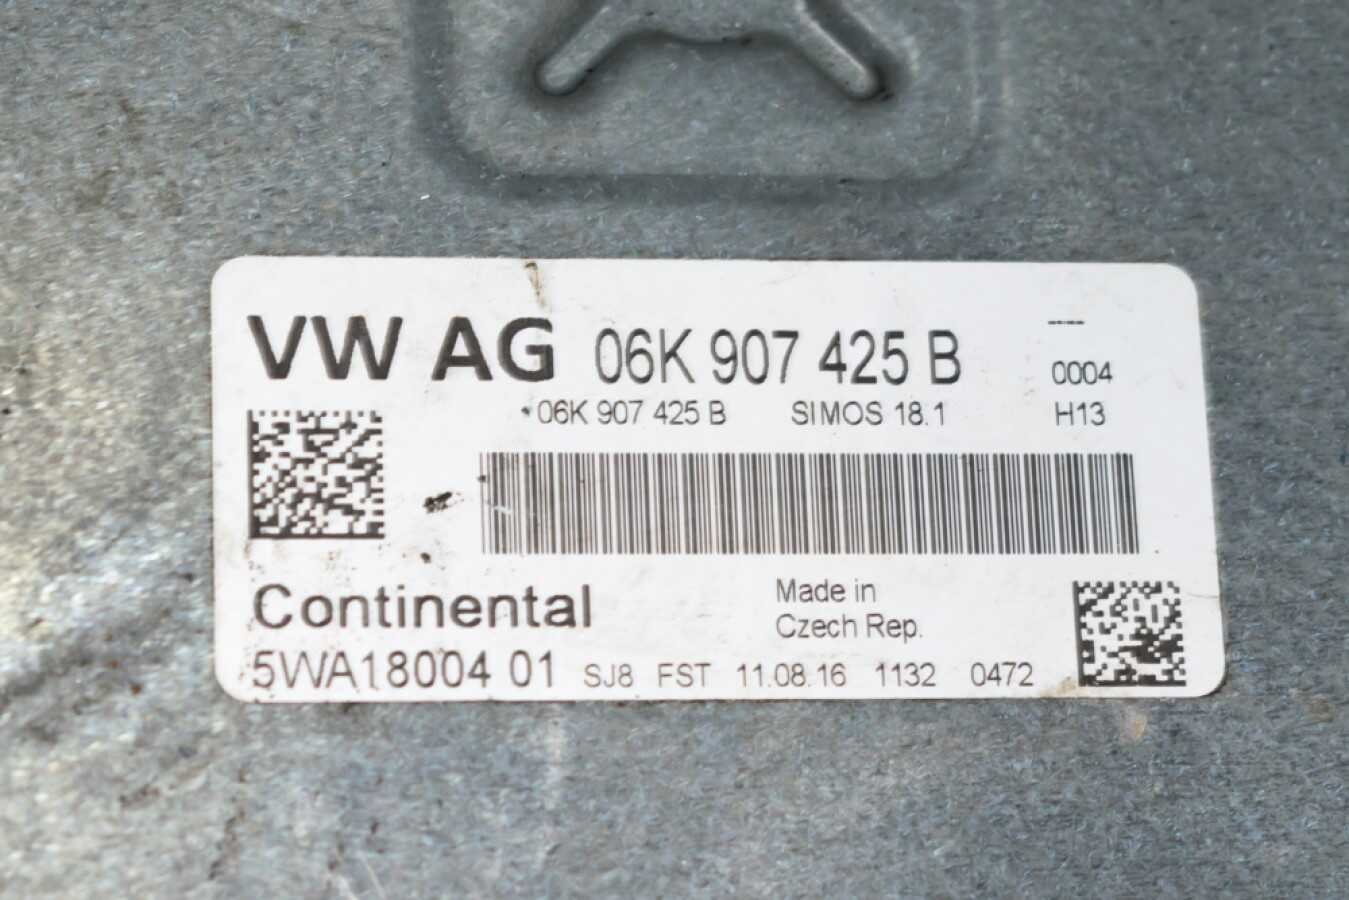 VW AG 06K 907 425 B
0004
06K 907 425 B SIMOS 18.1 H13
Continental
Made in
Czech Rep.
5WA18004 01 SJ8 FST 11.08.16 1132 0472